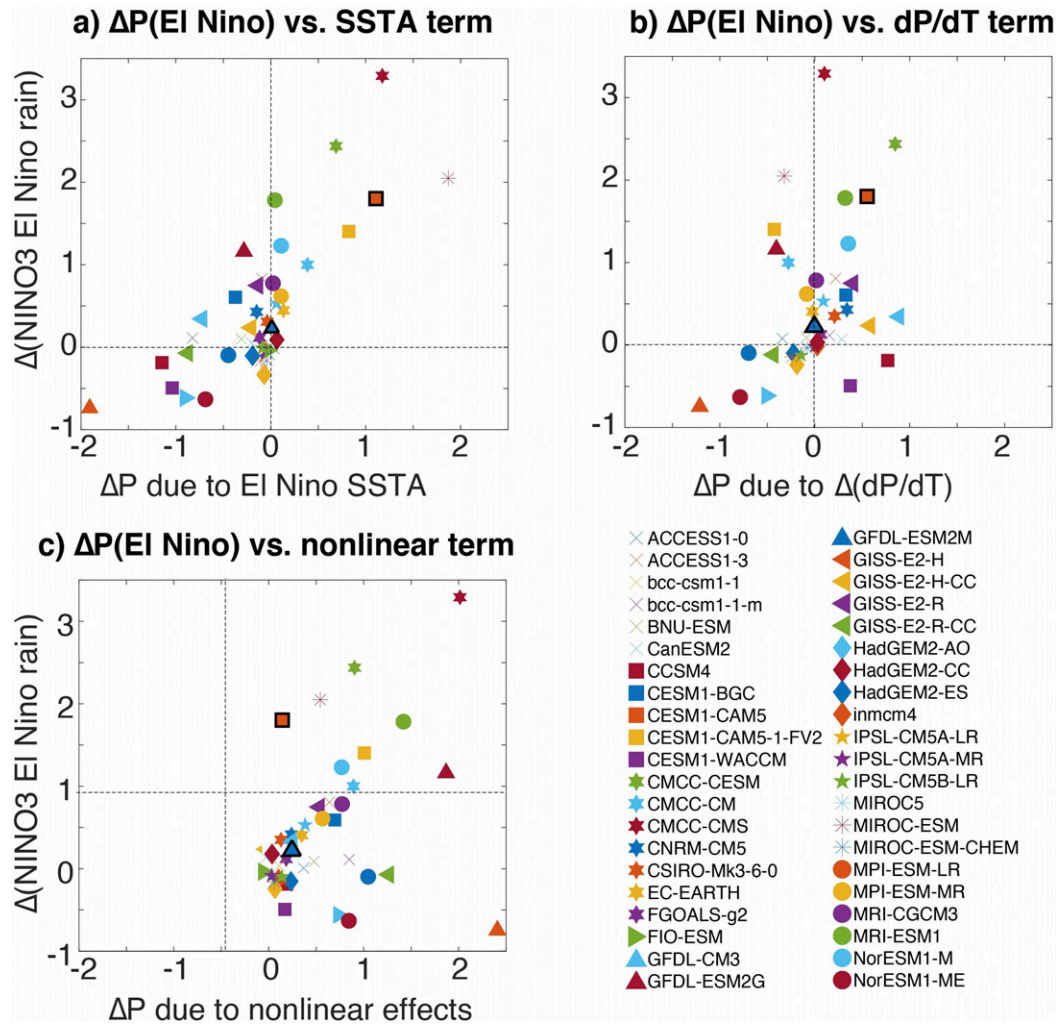 a) ΔP(El Nino) vs. SSTA term
Δ(NINO3 El Nino rain)
3
2
1
0
-1
-2 -1 0 1 2
ΔP due to El Nino SSTA
b) ΔP(El Nino) vs. dP/dT term
3
2
1
0
-1
-2 -1 0 1 2
ΔP due to Δ(dP/dT)
c) ΔP(El Nino) vs. nonlinear term
Δ(NINO3 El Nino rain)
3
2
1
0
-1
-2 -1 0 1 2
ΔP due to nonlinear effects
ACCESS1-0
ACCESS1-3
bcc-csm1-1
bcc-csm1-1-m
BNU-ESM
CanESM2
CCSM4
CESM1-BGC
CESM1-CAM5
CESM1-CAM5-1-FV2
CESM1-WACCM
CMCC-CESM
CMCC-CM
CMCC-CMS
CNRM-CM5
CSIRO-Mk3-6-0
EC-EARTH
FGOALS-g2
FIO-ESM
GFDL-CM3
GFDL-ESM2G
GFDL-ESM2M
GISS-E2-H
GISS-E2-H-CC
GISS-E2-R
GISS-E2-R-CC
HadGEM2-AO
HadGEM2-CC
HadGEM2-ES
inmcm4
IPSL-CM5A-LR
IPSL-CM5A-MR
IPSL-CM5B-LR
MIROC5
MIROC-ESM
MIROC-ESM-CHEM
MPI-ESM-LR
MPI-ESM-MR
MRI-CGCM3
MRI-ESM1
NorESM1-M
NorESM1-ME